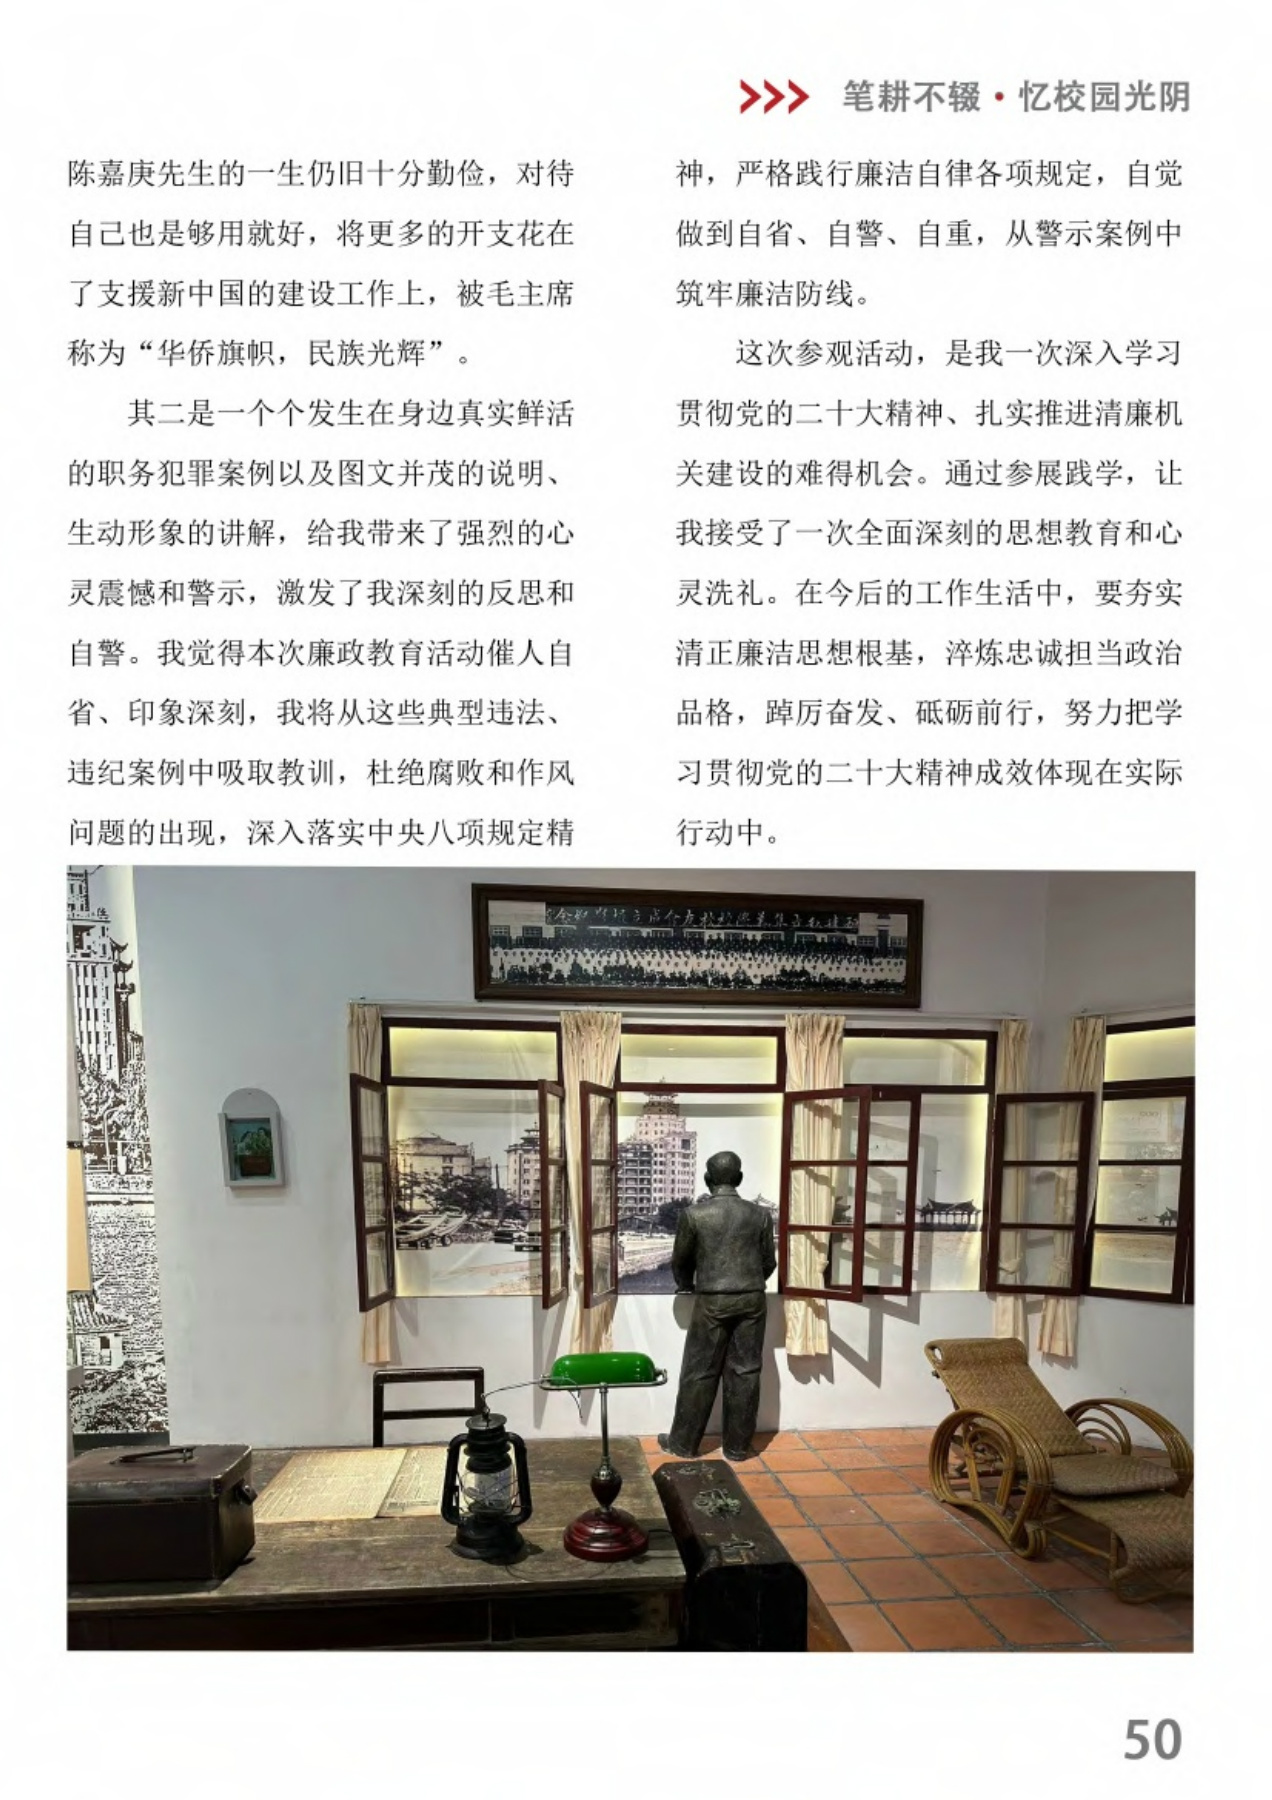 >>> 笔耕不辍·忆校园光阴
陈嘉庚先生的一生仍旧十分勤俭，对待
自己也是够用就好，将更多的开支花在
了支援新中国的建设工作上，被毛主席
称为“华侨旗帜，民族光辉”。
其二是一个个发生在身边真实鲜活
的职务犯罪案例以及图文并茂的说明、
生动形象的讲解，给我带来了强烈的心
灵震憾和警示，激发了我深刻的反思和
自警。我觉得本次廉政教育活动催人自
省、印象深刻，我将从这些典型违法、
违纪案例中吸取教训，杜绝腐败和作风
问题的出现，深入落实中央八项规定精
神，严格践行廉洁自律各项规定，自觉
做到自省、自警、自重，从警示案例中
筑牢廉洁防线。
这次参观活动，是我一次深入学习
贯彻党的二十大精神、扎实推进清廉机
关建设的难得机会。通过参展践学，让
我接受了一次全面深刻的思想教育和心
灵洗礼。在今后的工作生活中，要夯实
清正廉洁思想根基，淬炼忠诚担当政治
品格，踔厉奋发、砥砺前行，努力把学
习贯彻党的二十大精神成效体现在实际
行动中。
50